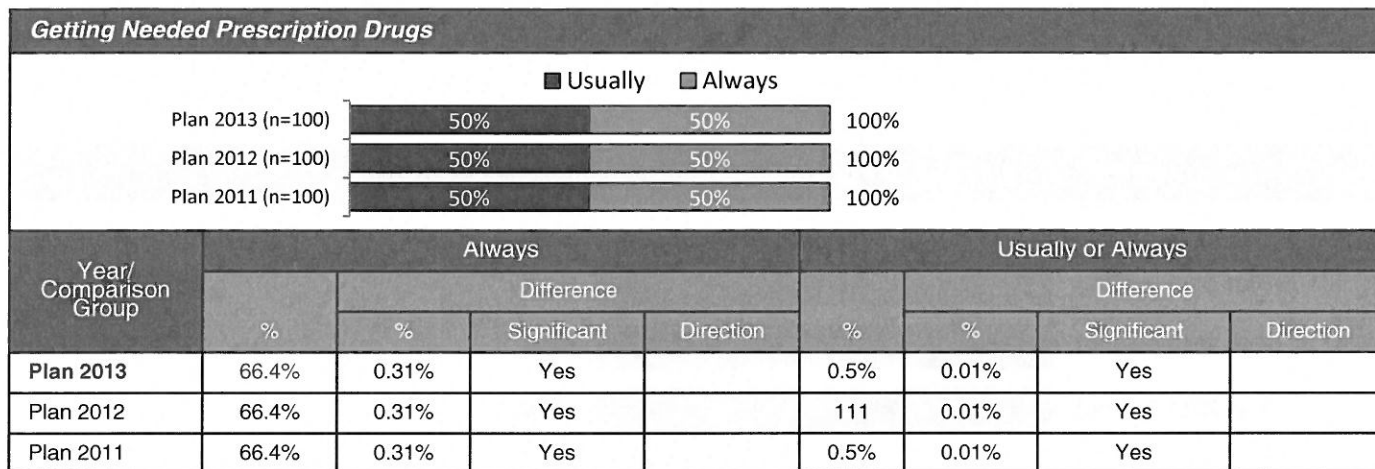 Getting Needed Prescription Drugs
Usually Always
Plan 2013 (n=100) 50% 50% 100%
Plan 2012 (n=100) 50% 50% 100%
Plan 2011 (n=100) 50% 50% 100%
Year/ Comparison Group Always Usually or Always
Difference Difference
% % Significant Direction % % Significant Direction
Plan 2013 66.4% 0.31% Yes 0.5% 0.01% Yes
Plan 2012 66.4% 0.31% Yes 111 0.01% Yes
Plan 2011 66.4% 0.31% Yes 0.5% 0.01% Yes